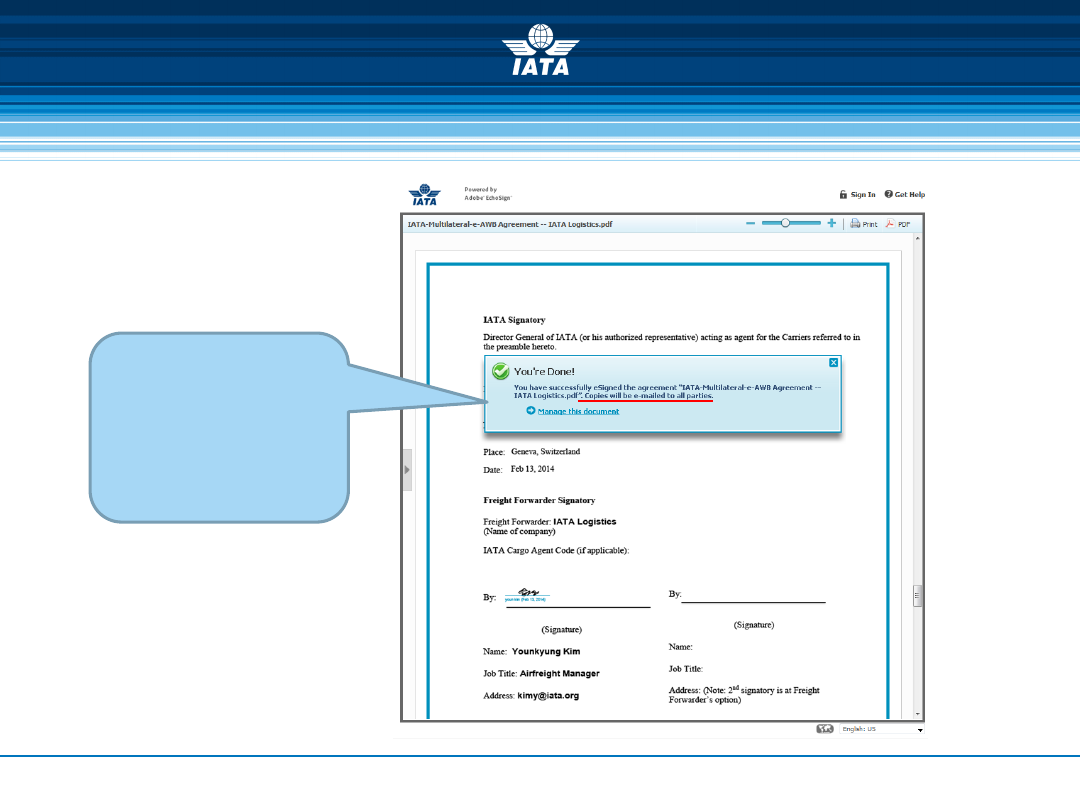 IATA
IATA
Powered by
Adobe® EchoSign™
Sign In
Get Help
IATA-Multilateral-e-AWB Agreement -- IATA Logistics.pdf
Print
PDF
IATA Signatory
Director General of IATA (or his authorized representative) acting as agent for the Carriers referred to in
the preamble hereto.
You're Done!
You have successfully eSigned the agreement "IATA-Multilateral-e-AWB Agreement --
IATA Logistics.pdf". Copies will be e-mailed to all parties.
Manage this document
Place: Geneva, Switzerland
Date: Feb 13, 2014
Freight Forwarder Signatory
Freight Forwarder: IATA Logistics
(Name of company)
IATA Cargo Agent Code (if applicable):
By:
(Feb 13, 2014)
(Signature)
Name: Younkyung Kim
Job Title: Airfreight Manager
Address: kimy@iata.org
By:
(Signature)
Name:
Job Title:
Address: (Note: 2nd signatory is at Freight
Forwarder's option)
English: US